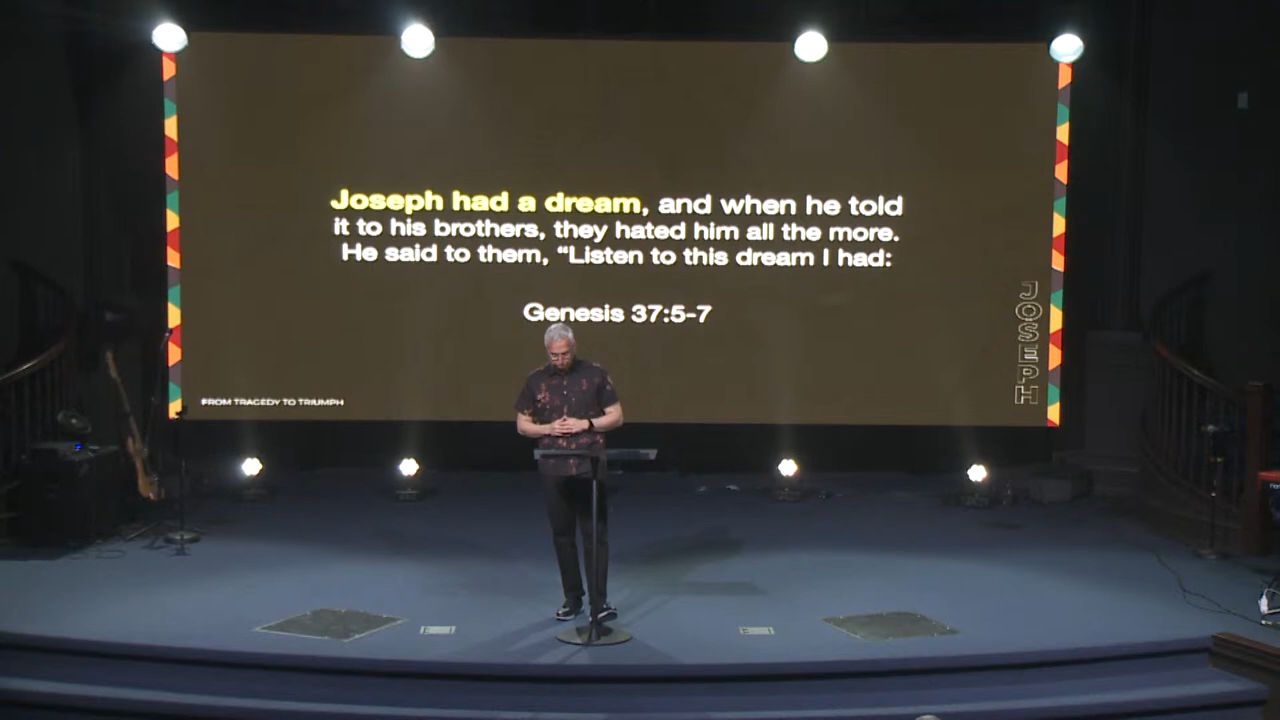 Joseph had a dream, and when he told
it to his brothers, they hated him all the more.
He said to them, “Listen to this dream I had:
Genesis 37:5-7
JOSEPH
FROM TRAGEDY TO TRIUMPH